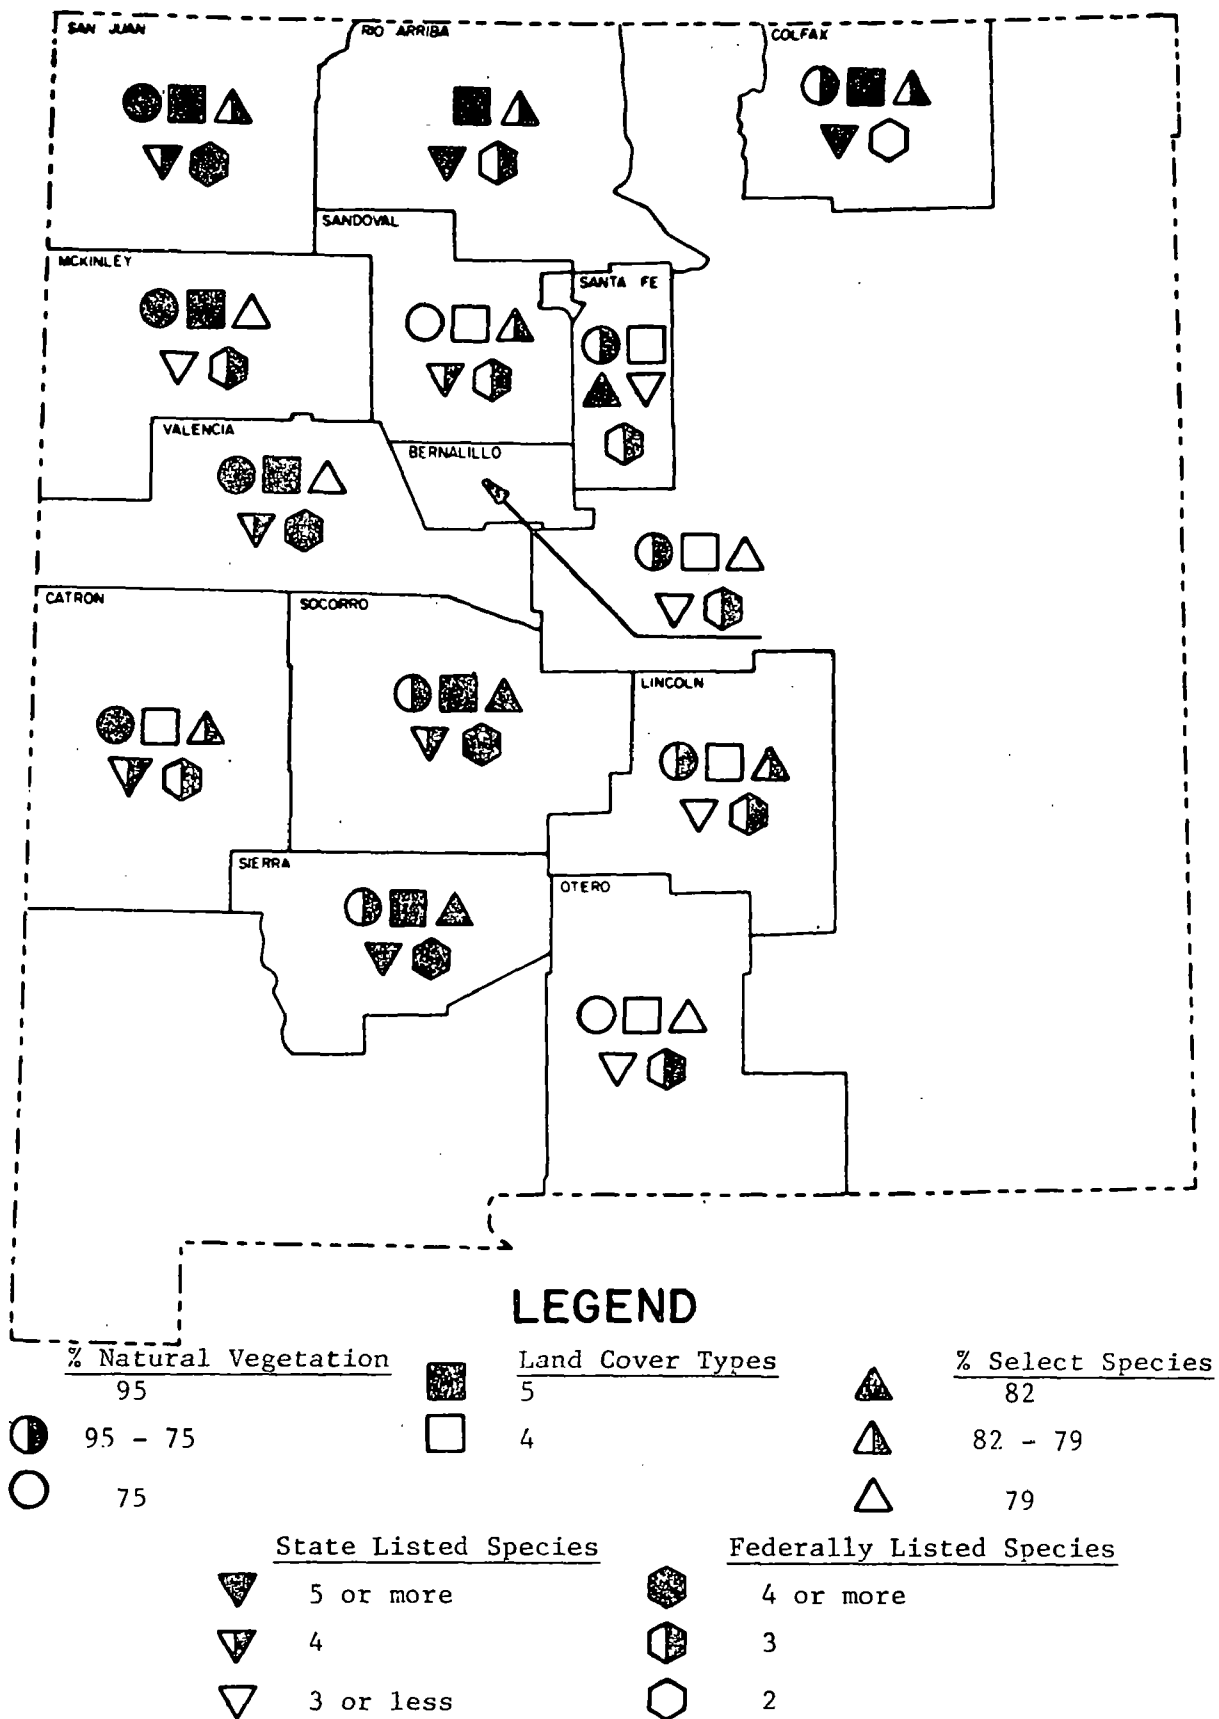 SAN JUAN
RIO ARRIBA
COLFAX
SANDOVAL
MCKINLEY
SANTA FE
VALENCIA
BERNALILLO
CATRON
SOCORRO
LINCOLN
SIERRA
OTERO
LEGEND
% Natural Vegetation
95
95 - 75
75
Land Cover Types
5
4
% Select Species
82
82 - 79
79
State Listed Species
5 or more
4
3 or less
Federally Listed Species
4 or more
3
2